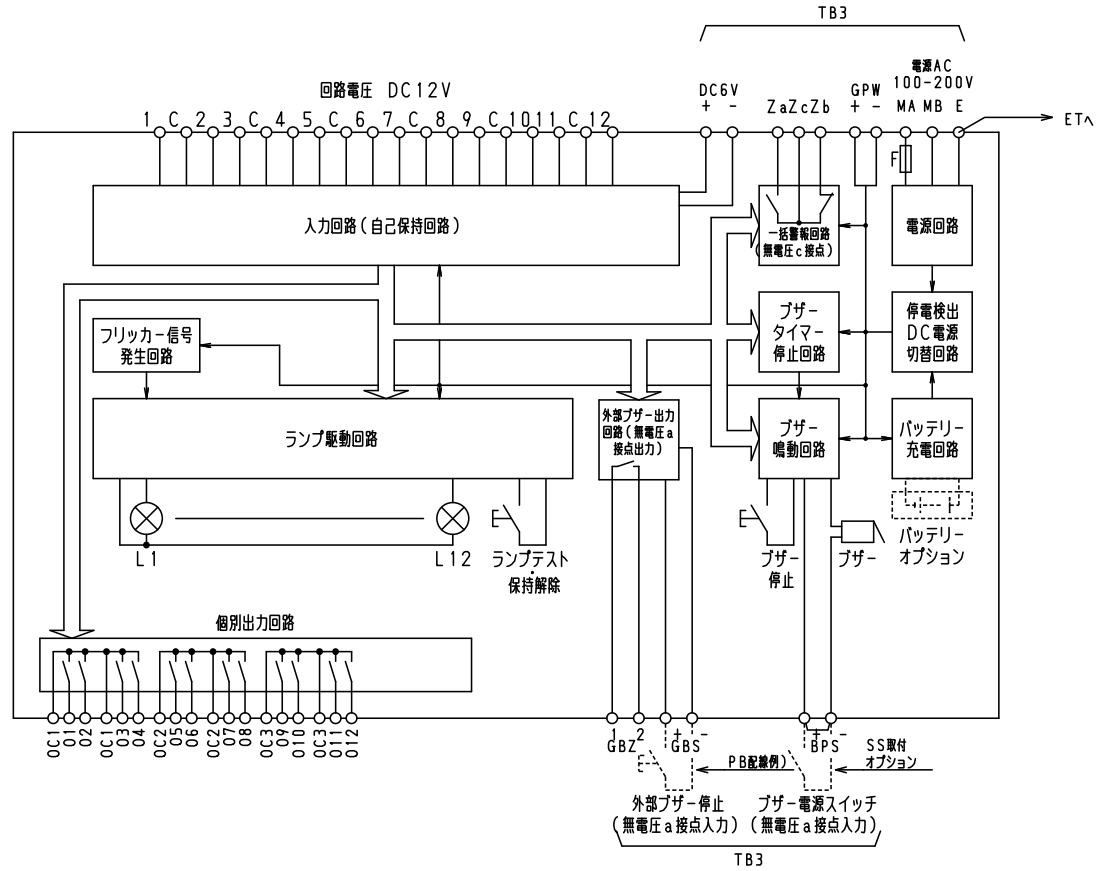 TB3
電源AC
100-200V
回路電圧 DC12V
DC6V
GPW
+ -
ZaZcZb
+ -
MA MB E
1 C 2 3 C 4 5 C 6 7 C 8 9 C 10 11 C 12
ETへ
F
入力回路(自己保持回路)
一括警報回路
(無電圧c接点)
電源回路
フリッカー信号
発生回路
ブザー
タイマー
停止回路
停電検出
DC電源
切替回路
ランプ駆動回路
外部ブザー出力
回路(無電圧a
接点出力)
ブザー
鳴動回路
バッテリー
充電回路
L1
L12
ランプテスト
・
保持解除
ブザー
停止
ブザー
バッテリー
オプション
個別出力回路
OC1 O1 O2 OC1 O3 O4 OC2 O5 O6 OC2 O7 O8 OC3 O9 O10 OC3 O11 O12
1 2
GBZ
+ -
GBS
+ -
BPS
PB配線例)
SS取付
オプション
外部ブザー停止
(無電圧a接点入力)
ブザー電源スイッチ
(無電圧a接点入力)
TB3